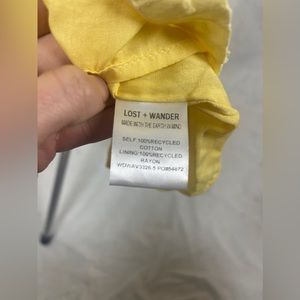 LOST + WANDER
MADE WITH THE EARTH IN MIND
SELF:100%RECYCLED
COTTON
LINING:100%RECYCLED
RAYON